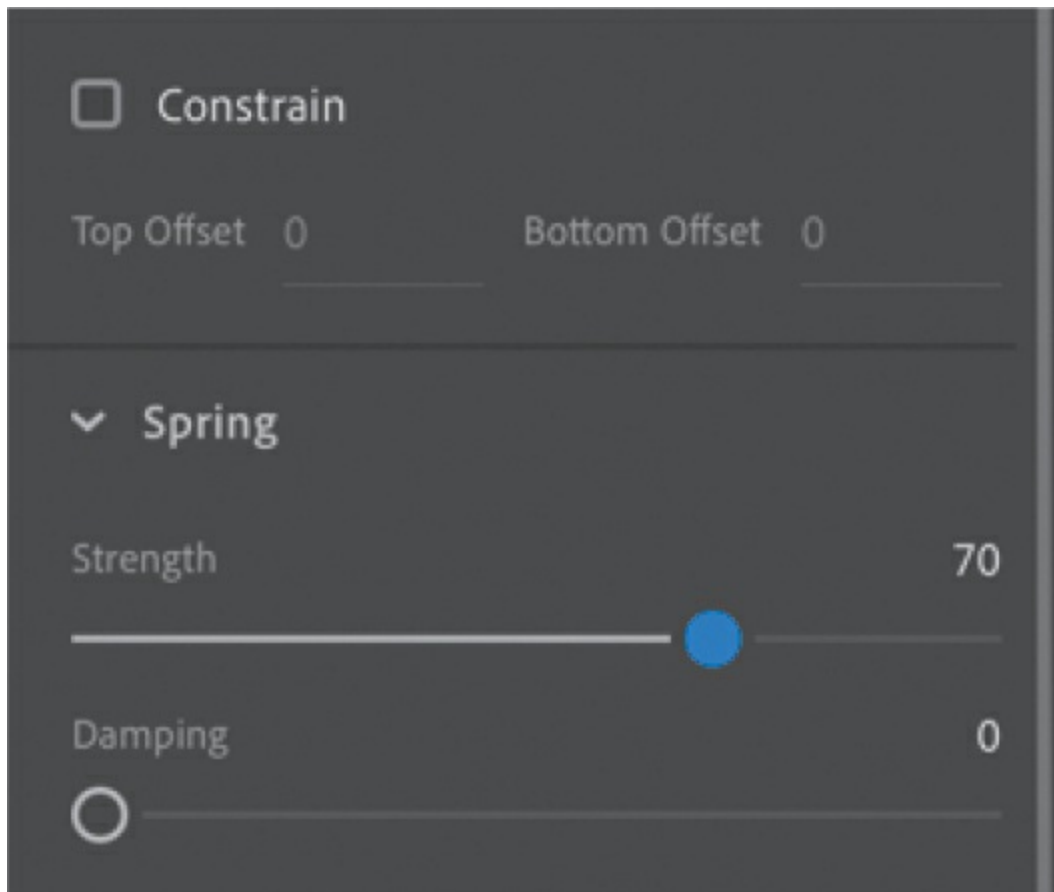 Constrain
Top Offset 0 Bottom Offset 0
Spring
Strength 70
Damping 0